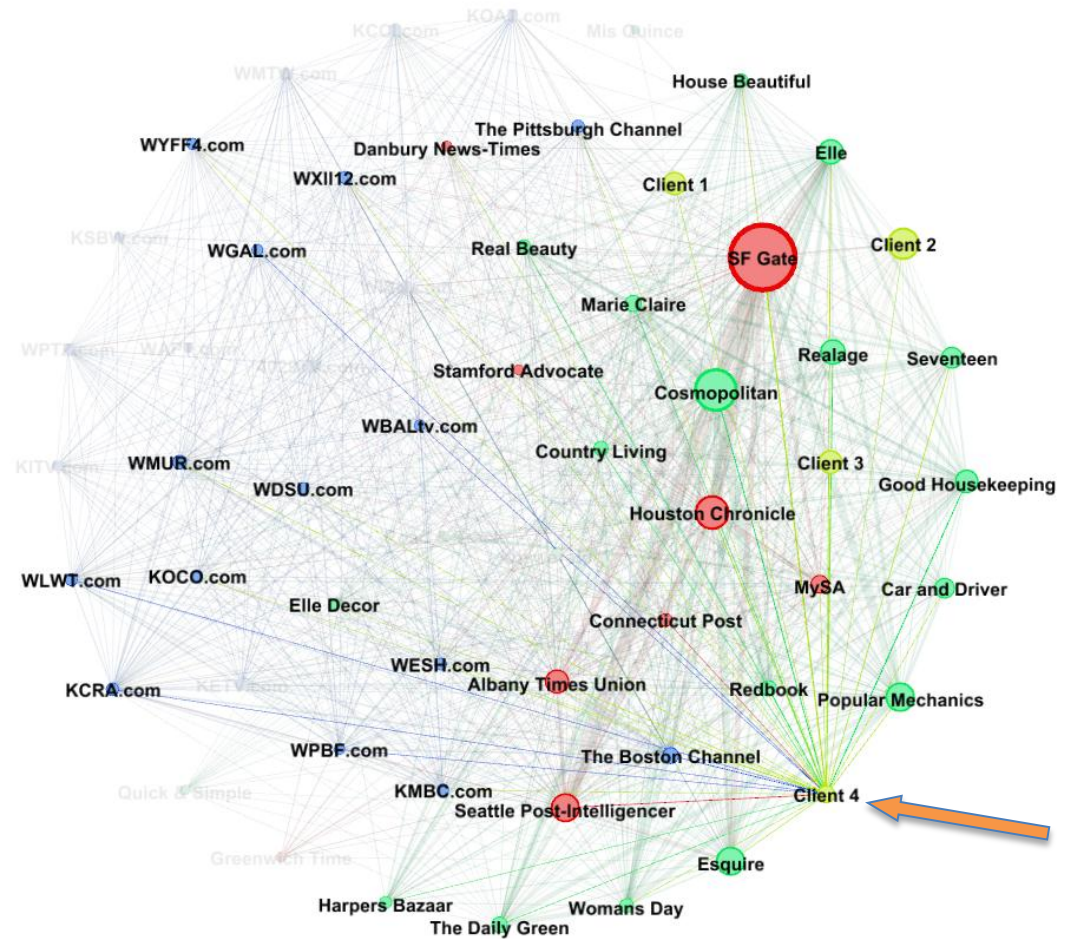 KOAT.com
KCCI.com
Mis Quince
WMTW.com
House Beautiful
The Pittsburgh Channel
WYFF4.com
Danbury News-Times
Elle
WXII12.com
Client 1
KSBW.com
Real Beauty
Client 2
WGAL.com
SF Gate
Marie Claire
WAPT.com
Realage
Seventeen
Stamford Advocate
Cosmopolitan
WBALtv.com
Country Living
KITV.com
WMUR.com
Client 3
Good Housekeeping
WDSU.com
Houston Chronicle
WLWT.com
KOCO.com
MySA
Car and Driver
Elle Decor
Connecticut Post
WESH.com
KCRA.com
KETV.com
Albany Times Union
Redbook
Popular Mechanics
WPBF.com
The Boston Channel
Quick & Simple
KMBC.com
Client 4
Seattle Post-Intelligencer
Greenwich Time
Esquire
Harpers Bazaar
Womans Day
The Daily Green